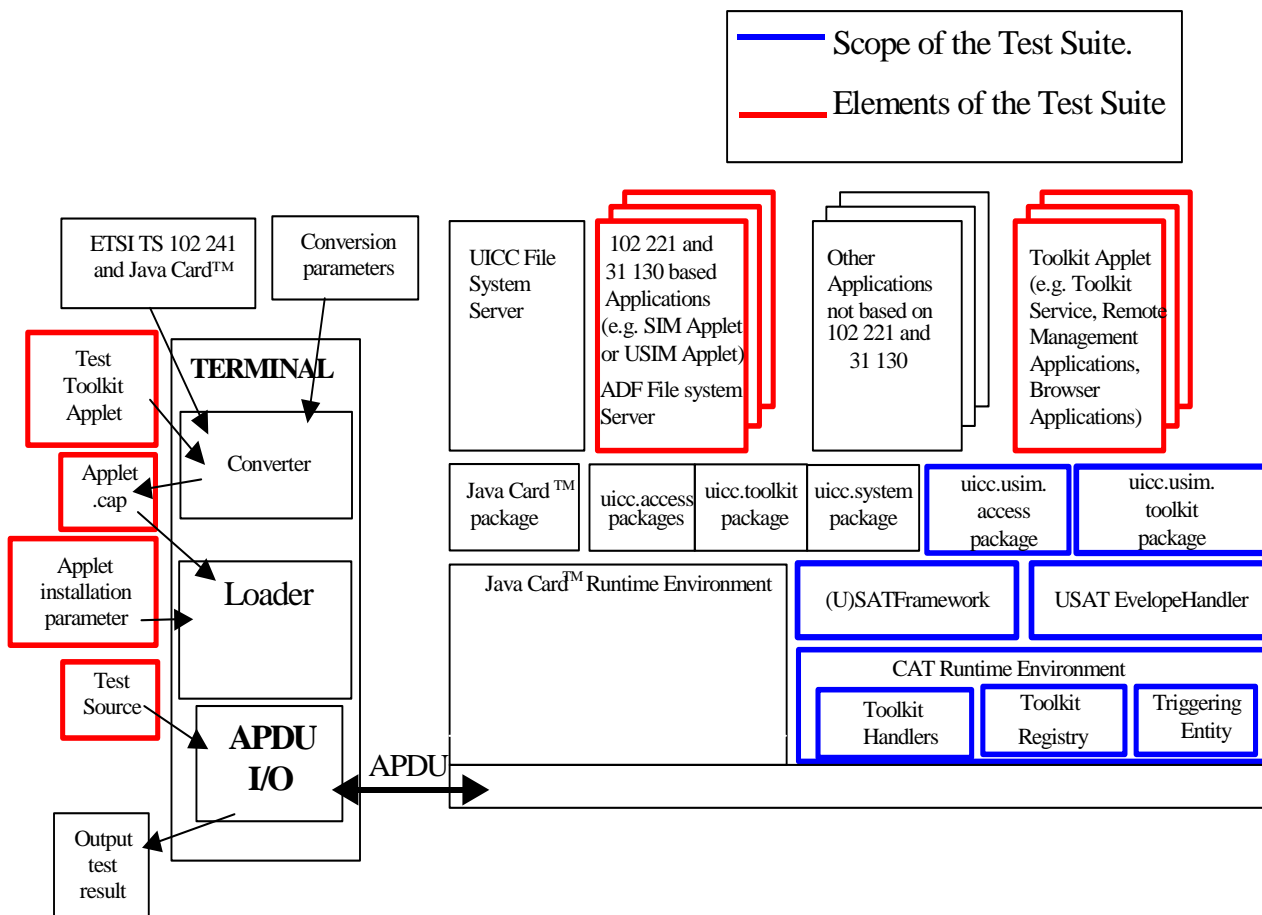 Scope of the Test Suite.
Elements of the Test Suite
ETSI TS 102 241
and Java Card™
Conversion
parameters
Test
Toolkit
Applet
Applet
.cap
Applet
installation
parameter
Test
Source
Output
test
result
TERMINAL
Converter
Loader
APDU
I/O
APDU
UICC File
System
Server
102 221 and
31 130 based
Applications
(e.g. SIM Applet
or USIM Applet)
ADF File system
Server
Other
Applications
not based on
102 221 and
31 130
Toolkit Applet
(e.g. Toolkit
Service, Remote
Management
Applications,
Browser
Applications)
Java Card ™
package
uicc.access
packages
uicc.toolkit
package
uicc.system
package
uicc.usim.
access
package
uicc.usim.
toolkit
package
Java Card™ Runtime Environment
(U)SATFramework
USAT EvelopeHandler
CAT Runtime Environment
Toolkit
Handlers
Toolkit
Registry
Triggering
Entity